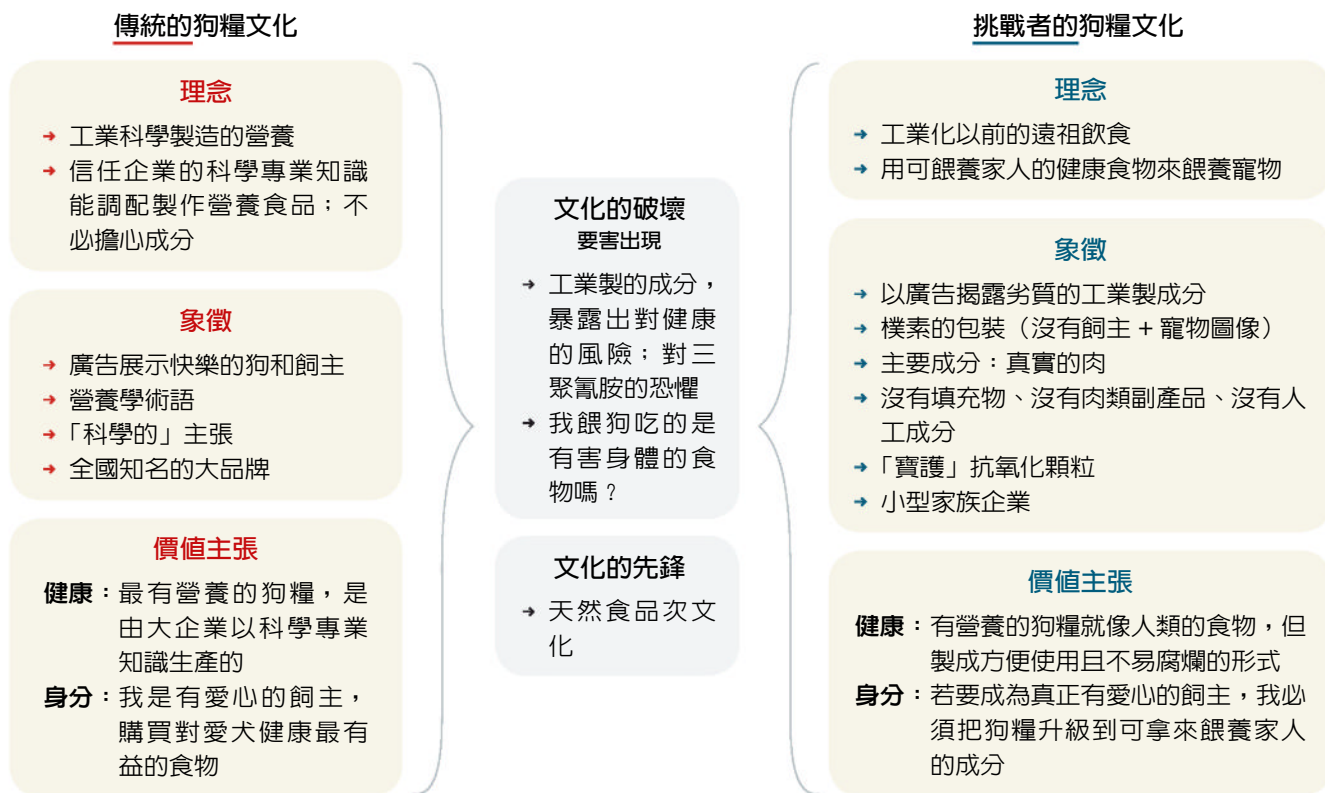 傳統的狗糧文化
理念
→ 工業科學製造的營養
→ 信任企業的科學專業知識
能調配製作營養食品；不
必擔心成分
象徵
→ 廣告展示快樂的狗和飼主
→ 營養學術語
→「科學的」主張
→ 全國知名的大品牌
價值主張
健康：最有營養的狗糧，是
由大企業以科學專業
知識生產的
身分：我是有愛心的飼主，
購買對愛犬健康最有
益的食物
文化的破壞
要害出現
→ 工業製的成分，
暴露出對健康
的風險；對三
聚氰胺的恐懼
→ 我餵狗吃的是
有害身體的食
物嗎？
文化的先鋒
→ 天然食品次文
化
挑戰者的狗糧文化
理念
→ 工業化以前的遠祖飲食
→ 用可餵養家人的健康食物來餵養寵物
象徵
→ 以廣告揭露劣質的工業製成分
→ 樸素的包裝（沒有飼主 + 寵物圖像）
→ 主要成分：真實的肉
→ 沒有填充物、沒有肉類副產品、沒有人
工成分
→「寶護」抗氧化顆粒
→ 小型家族企業
價值主張
健康：有營養的狗糧就像人類的食物，但
製成方便使用且不易腐爛的形式
身分：若要成為真正有愛心的飼主，我必
須把狗糧升級到可拿來餵養家人
的成分